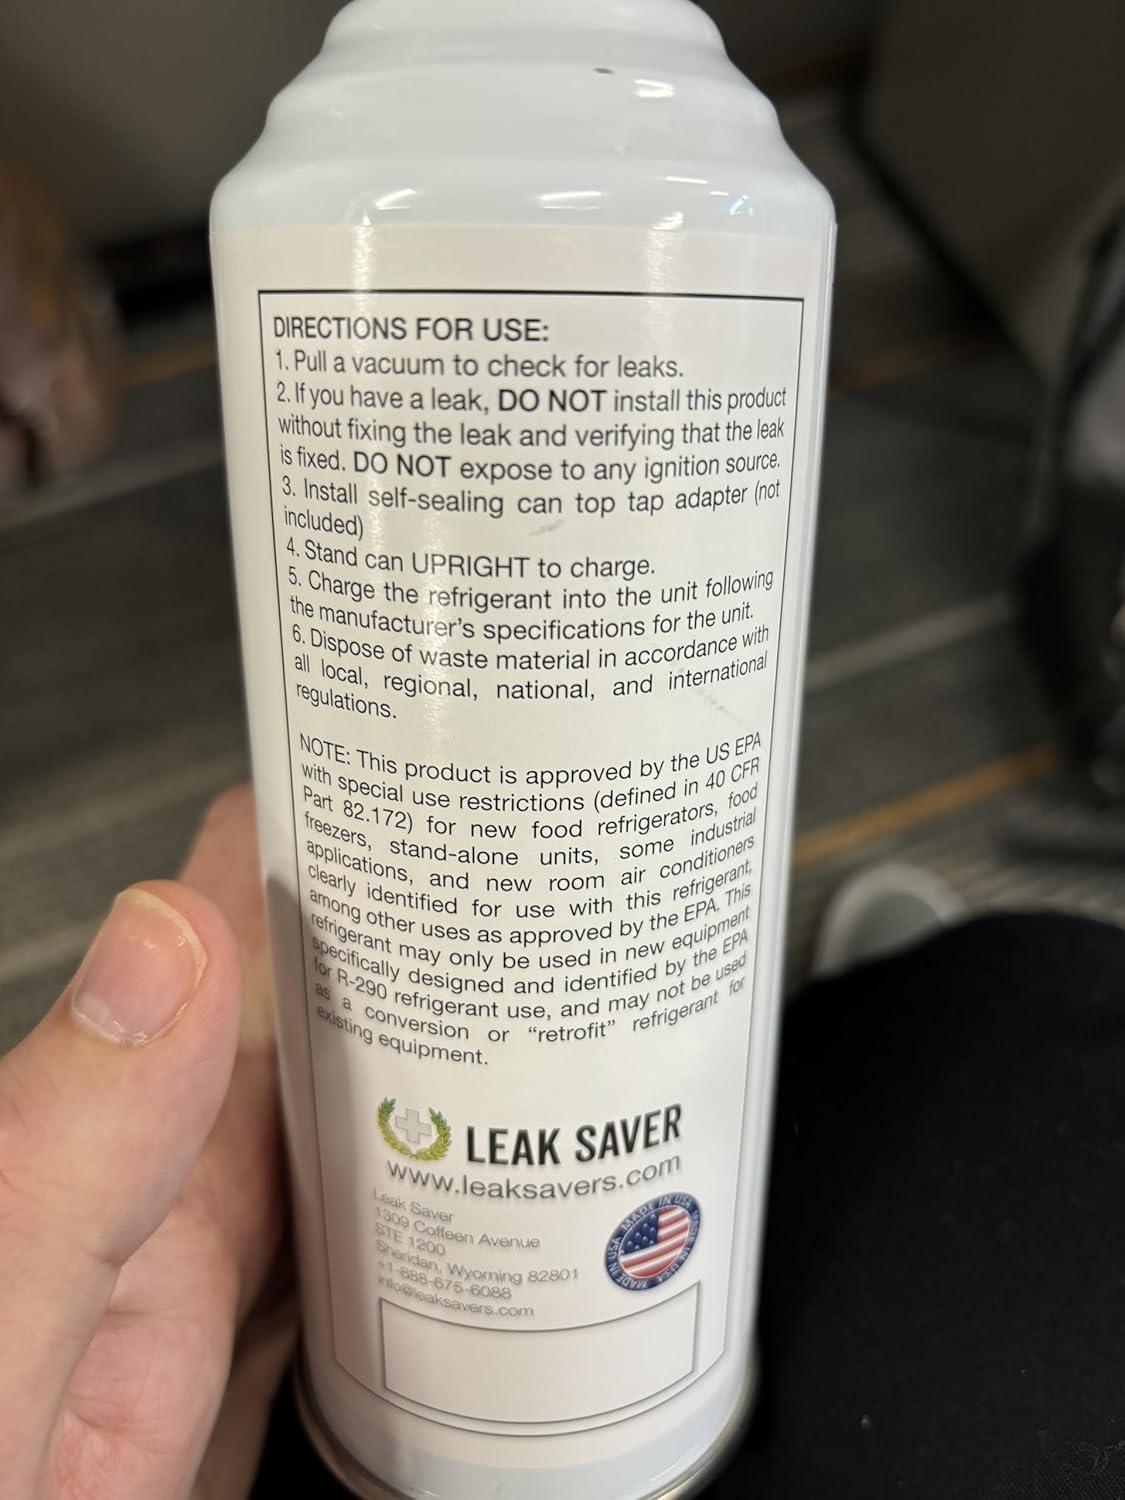 DIRECTIONS FOR USE:
1. Pull a vacuum to check for leaks.
2. If you have a leak, DO NOT install this product
without fixing the leak and verifying that the leak
is fixed. DO NOT expose to any ignition source.
3. Install self-sealing can top tap adapter (not
included)
4. Stand can UPRIGHT to charge.
5. Charge the refrigerant into the unit following
the manufacturer's specifications for the unit.
6. Dispose of waste material in accordance with
all local, regional, national, and international
regulations.
NOTE: This product is approved by the US EPA
with special use restrictions (defined in 40 CFR
Part 82.172) for new food refrigerators, food
freezers, stand-alone units, some industrial
applications, and new room air conditioners
clearly identified for use with this refrigerant,
among other uses as approved by the EPA. This
refrigerant may only be used in new equipment
specifically designed and identified by the EPA
for R-290 refrigerant use, and may not be used
as a conversion or "retrofit" refrigerant for
existing equipment.
LEAK SAVER
www.leaksavers.com
Leak Saver
1309 Coffeen Avenue
STE 1200
Sheridan, Wyoming 82801
+1-888-675-6088
info@leaksavers.com
MADE IN USA MADE IN USA MADE IN USA